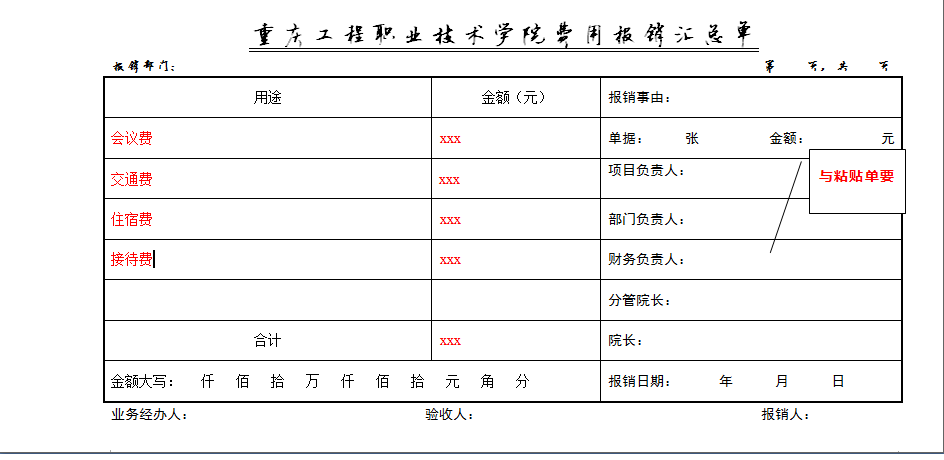 重庆工程职业技术学院费用报销汇总单
报销部门： 第 页，共 页
用途 金额（元） 报销事由：
会议费 xxx 单据： 张 金额： 元
交通费 xxx 项目负责人：
与粘贴单要
住宿费 xxx 部门负责人：
接待费 xxx 财务负责人：
分管院长：
合计 xxx 院长：
金额大写： 仟 佰 拾 万 仟 佰 拾 元 角 分 报销日期： 年 月 日
业务经办人： 验收人： 报销人：